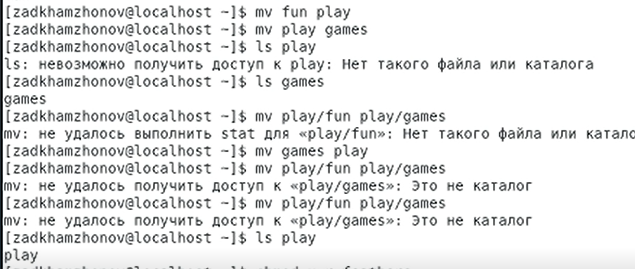 [zadkhamzhonov@localhost ~]$ mv fun play
[zadkhamzhonov@localhost ~]$ mv play games
[zadkhamzhonov@localhost ~]$ ls play
ls: невозможно получить доступ к play: Нет такого файла или каталога
[zadkhamzhonov@localhost ~]$ ls games
games
[zadkhamzhonov@localhost ~]$ mv play/fun play/games
mv: не удалось выполнить stat для «play/fun»: Нет такого файла или катало
[zadkhamzhonov@localhost ~]$ mv games play
[zadkhamzhonov@localhost ~]$ mv play/fun play/games
mv: не удалось получить доступ к «play/games»: Это не каталог
[zadkhamzhonov@localhost ~]$ mv play/fun play/games
mv: не удалось получить доступ к «play/games»: Это не каталог
[zadkhamzhonov@localhost ~]$ ls play
play